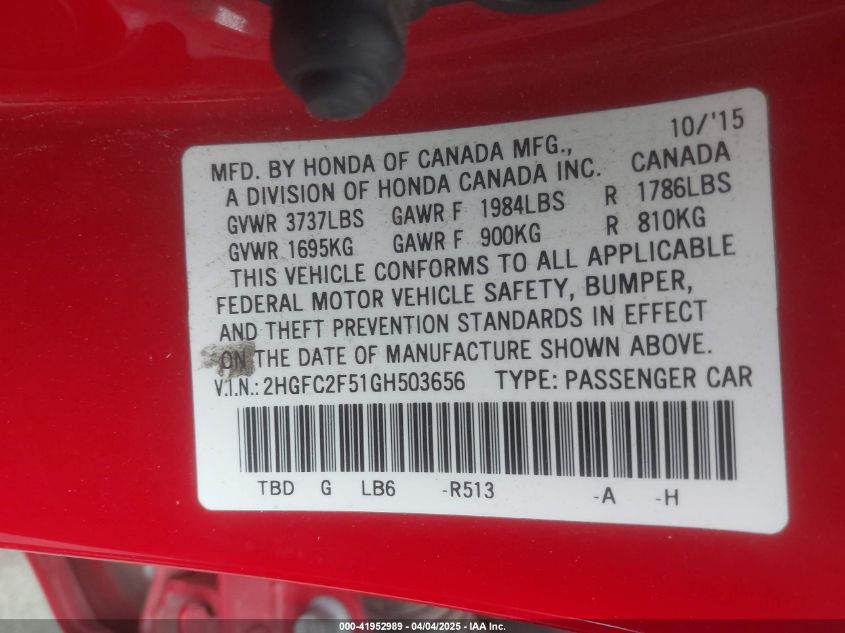 10/'15
MFD. BY HONDA OF CANADA MFG., CANADA
A DIVISION OF HONDA CANADA INC.
GVWR 3737LBS GAWR F 1984LBS R 1786LBS
GVWR 1695KG GAWR F 900KG R 810KG
THIS VEHICLE CONFORMS TO ALL APPLICABLE
FEDERAL MOTOR VEHICLE SAFETY, BUMPER,
AND THEFT PREVENTION STANDARDS IN EFFECT
ON THE DATE OF MANUFACTURE SHOWN ABOVE.
V.I.N.: 2HGFC2F51GH503656 TYPE: PASSENGER CAR
TBD G LB6 -R513 -A -H
000-41952989 - 04/04/2025 - IAA Inc.